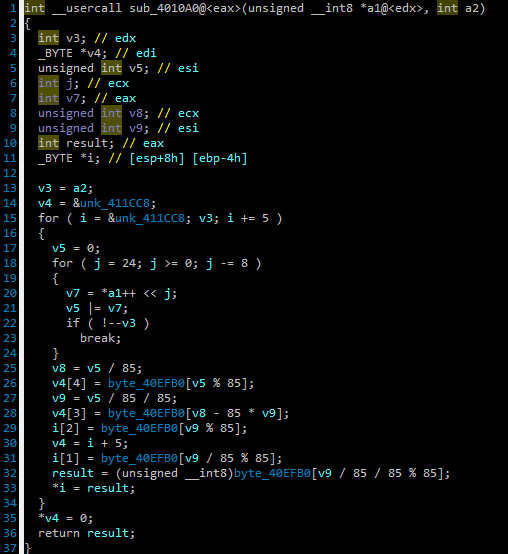 1 int __usercall sub_4010A0@<eax>(unsigned __int8 *a1@<edx>, int a2)
2 {
3 int v3; // edx
4 _BYTE *v4; // edi
5 unsigned int v5; // esi
6 int j; // ecx
7 int v7; // eax
8 unsigned int v8; // ecx
9 unsigned int v9; // esi
10 int result; // eax
11 _BYTE *i; // [esp+8h] [ebp-4h]
12
13 v3 = a2;
14 v4 = &unk_411CC8;
15 for ( i = &unk_411CC8; v3; i += 5 )
16 {
17 v5 = 0;
18 for ( j = 24; j >= 0; j -= 8 )
19 {
20 v7 = *a1++ << j;
21 v5 |= v7;
22 if ( !--v3 )
23 break;
24 }
25 v8 = v5 / 85;
26 v4[4] = byte_40EFB0[v5 % 85];
27 v9 = v5 / 85 / 85;
28 v4[3] = byte_40EFB0[v8 - 85 * v9];
29 i[2] = byte_40EFB0[v9 % 85];
30 v4 = i + 5;
31 i[1] = byte_40EFB0[v9 / 85 % 85];
32 result = (unsigned __int8)byte_40EFB0[v9 / 85 / 85 % 85];
33 *i = result;
34 }
35 *v4 = 0;
36 return result;
37 }